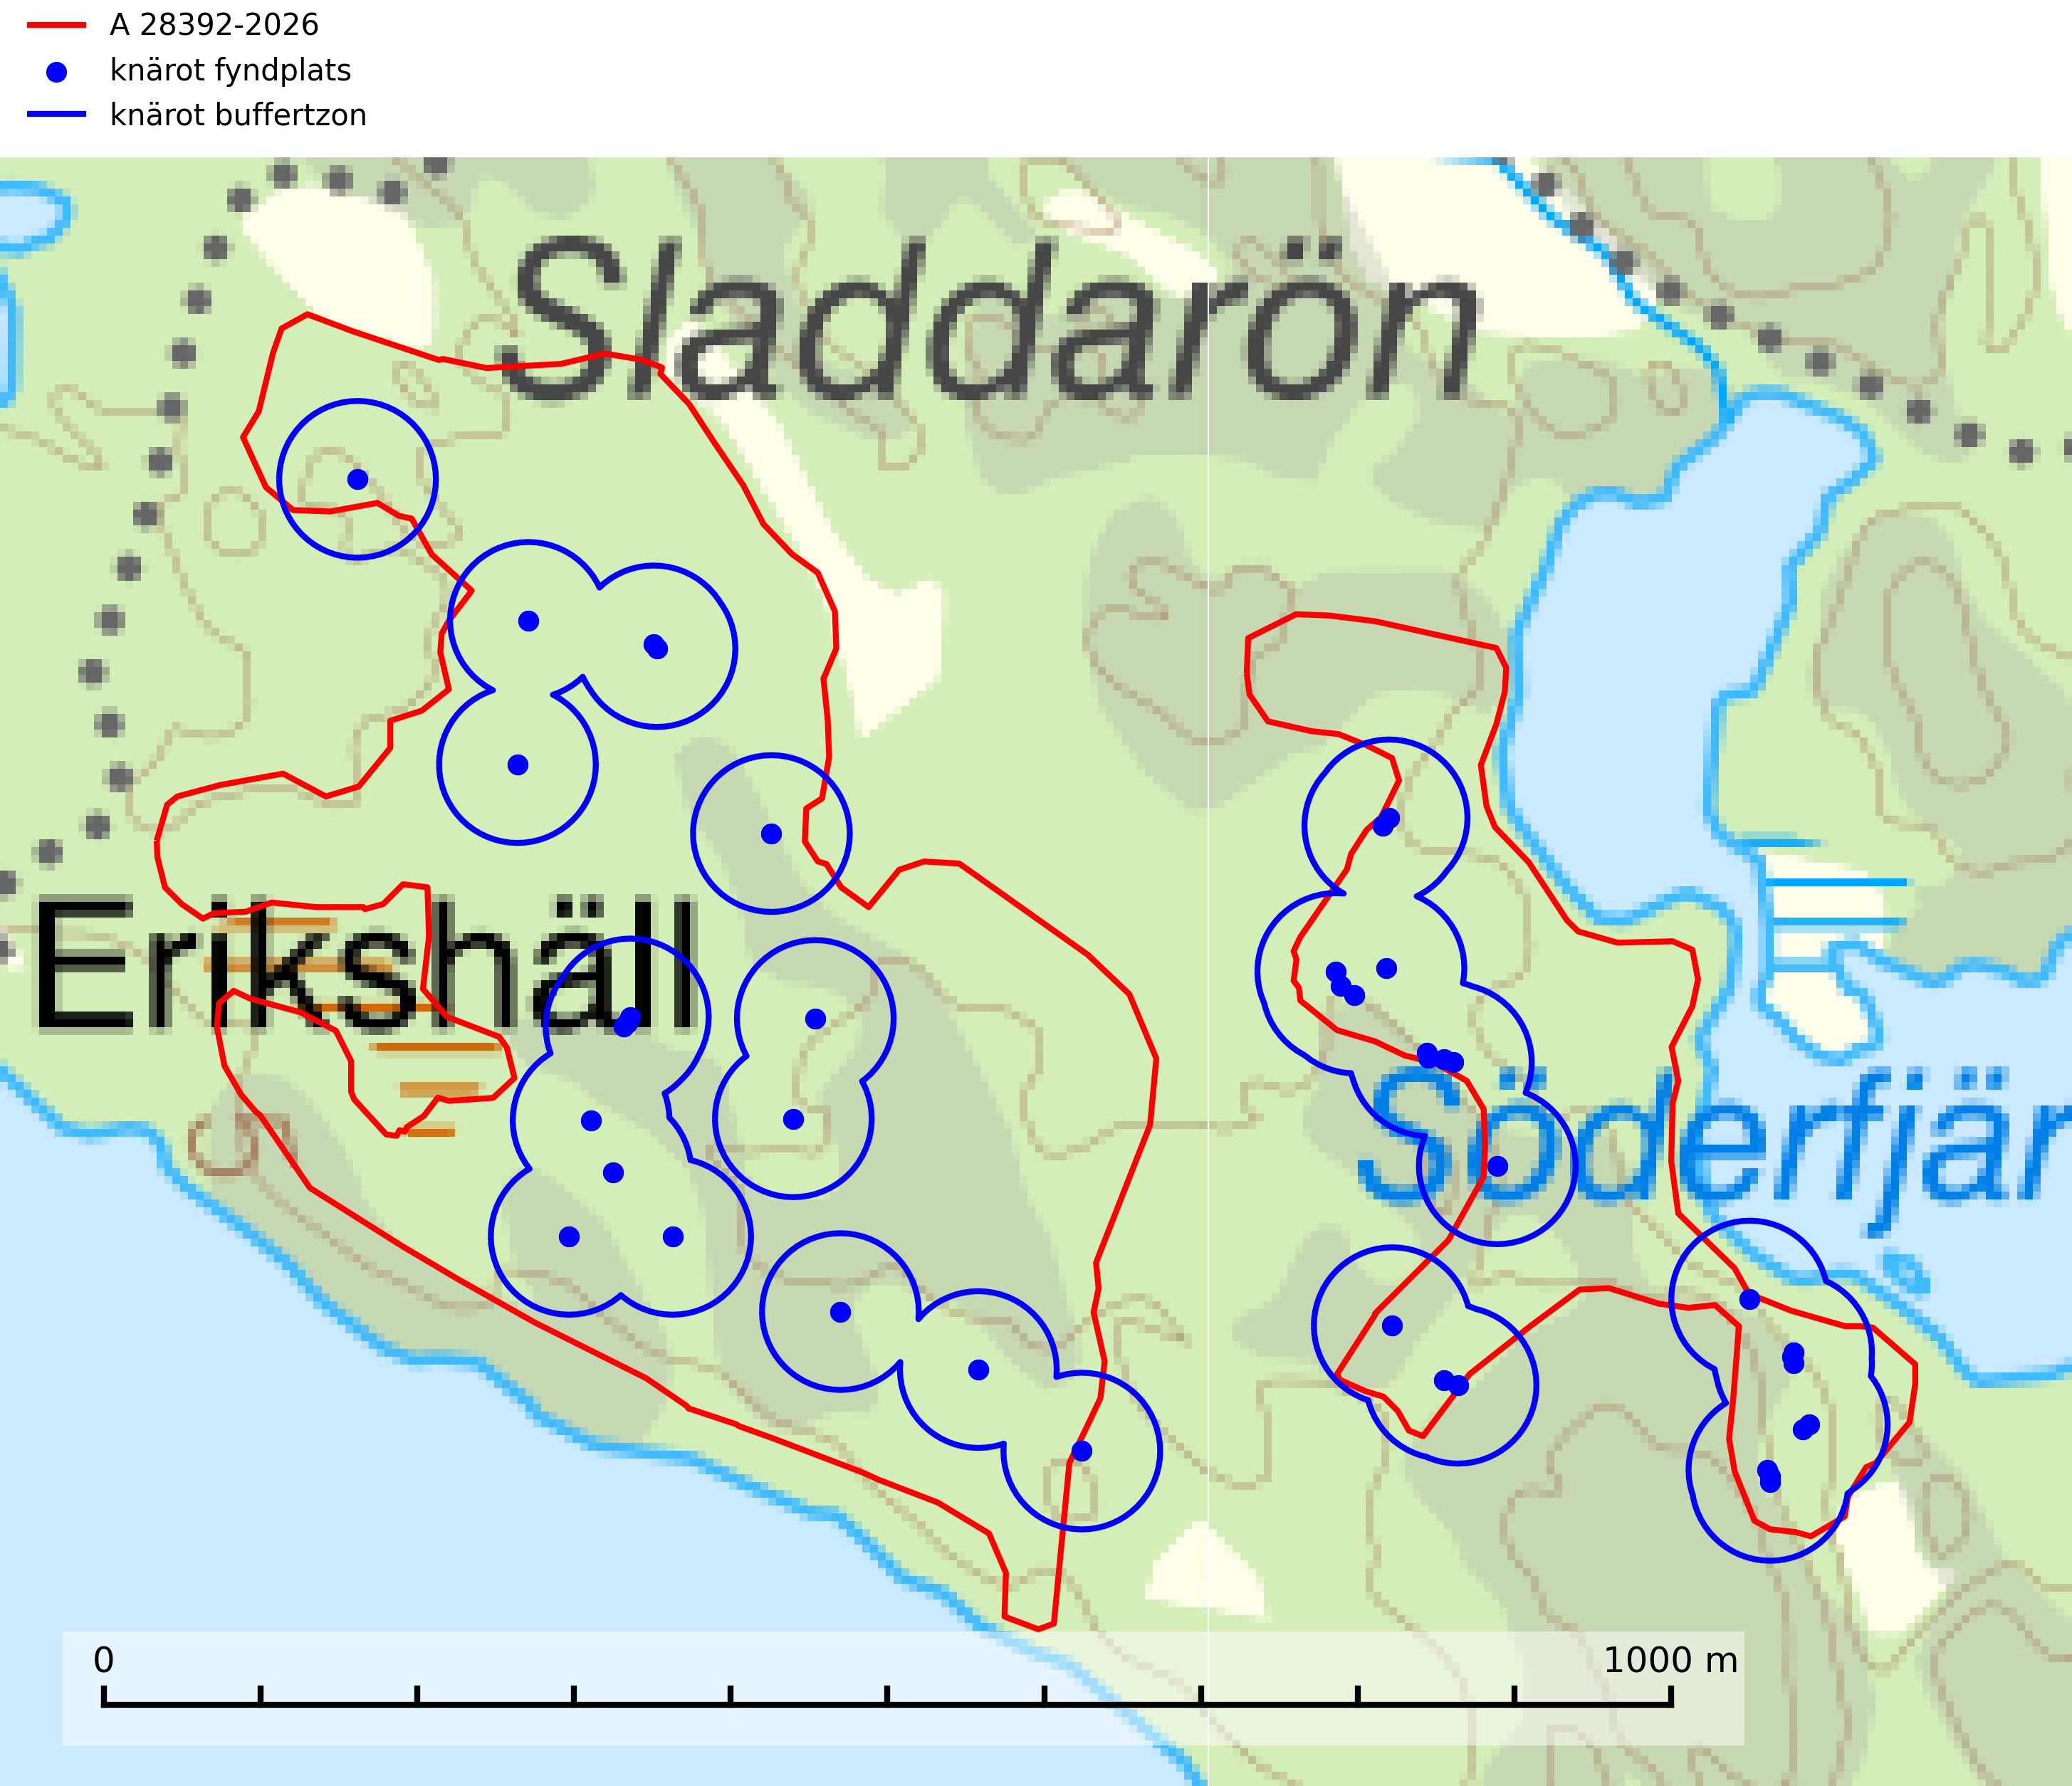 A 28392-2026
knärot fyndplats
knärot buffertzon
Sladdarön
Erikshäll
Söderfjär
0 1000 m